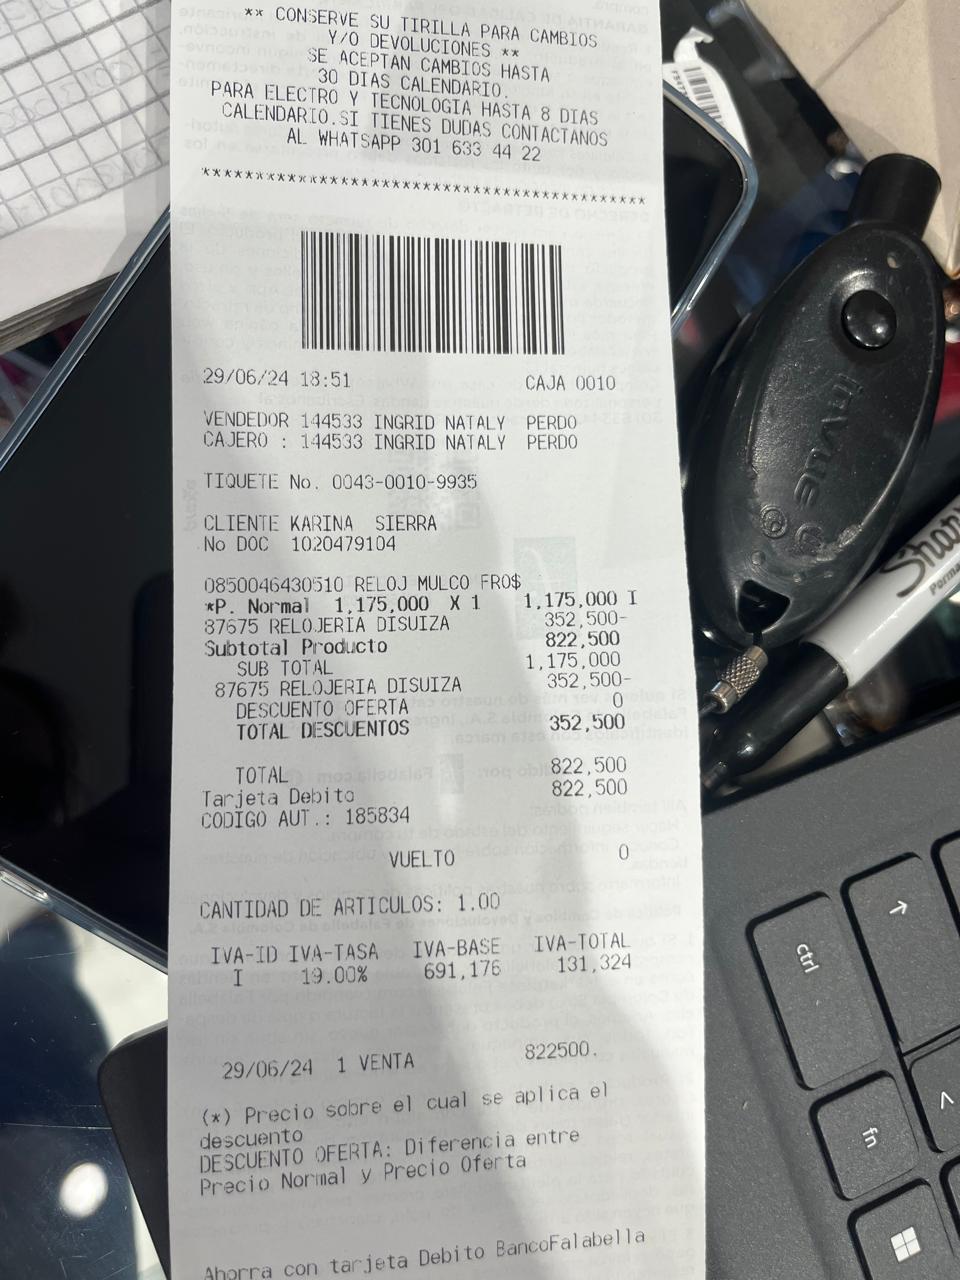 ** CONSERVE SU TIRILLA PARA CAMBIOS
Y/O DEVOLUCIONES **
SE ACEPTAN CAMBIOS HASTA
30 DIAS CALENDARIO.
PARA ELECTRO Y TECNOLOGIA HASTA 8 DIAS
CALENDARIO.SI TIENES DUDAS CONTACTANOS
AL WHATSAPP 301 633 44 22
*******************************************
29/06/24 18:51 CAJA 0010
VENDEDOR 144533 INGRID NATALY PERDO
CAJERO : 144533 INGRID NATALY PERDO
TIQUETE No. 0043-0010-9935
CLIENTE KARINA SIERRA
No DOC 1020479104
0850046430510 RELOJ MULCO FRO$
*P. Normal 1,175,000 X 1 1,175,000 I
87675 RELOJERIA DISUIZA 352,500-
Subtotal Producto 822,500
SUB TOTAL 1,175,000
87675 RELOJERIA DISUIZA 352,500-
DESCUENTO OFERTA 0
TOTAL DESCUENTOS 352,500
TOTAL 822,500
Tarjeta Debito 822,500
CODIGO AUT.: 185834
VUELTO 0
CANTIDAD DE ARTICULOS: 1.00
IVA-ID IVA-TASA IVA-BASE IVA-TOTAL
I 19.00% 691,176 131,324
29/06/24 1 VENTA 822500.
(*) Precio sobre el cual se aplica el
descuento
DESCUENTO OFERTA: Diferencia entre
Precio Normal y Precio Oferta
Ahorra con tarjeta Debito BancoFalabella
InVue
ctrl
fn